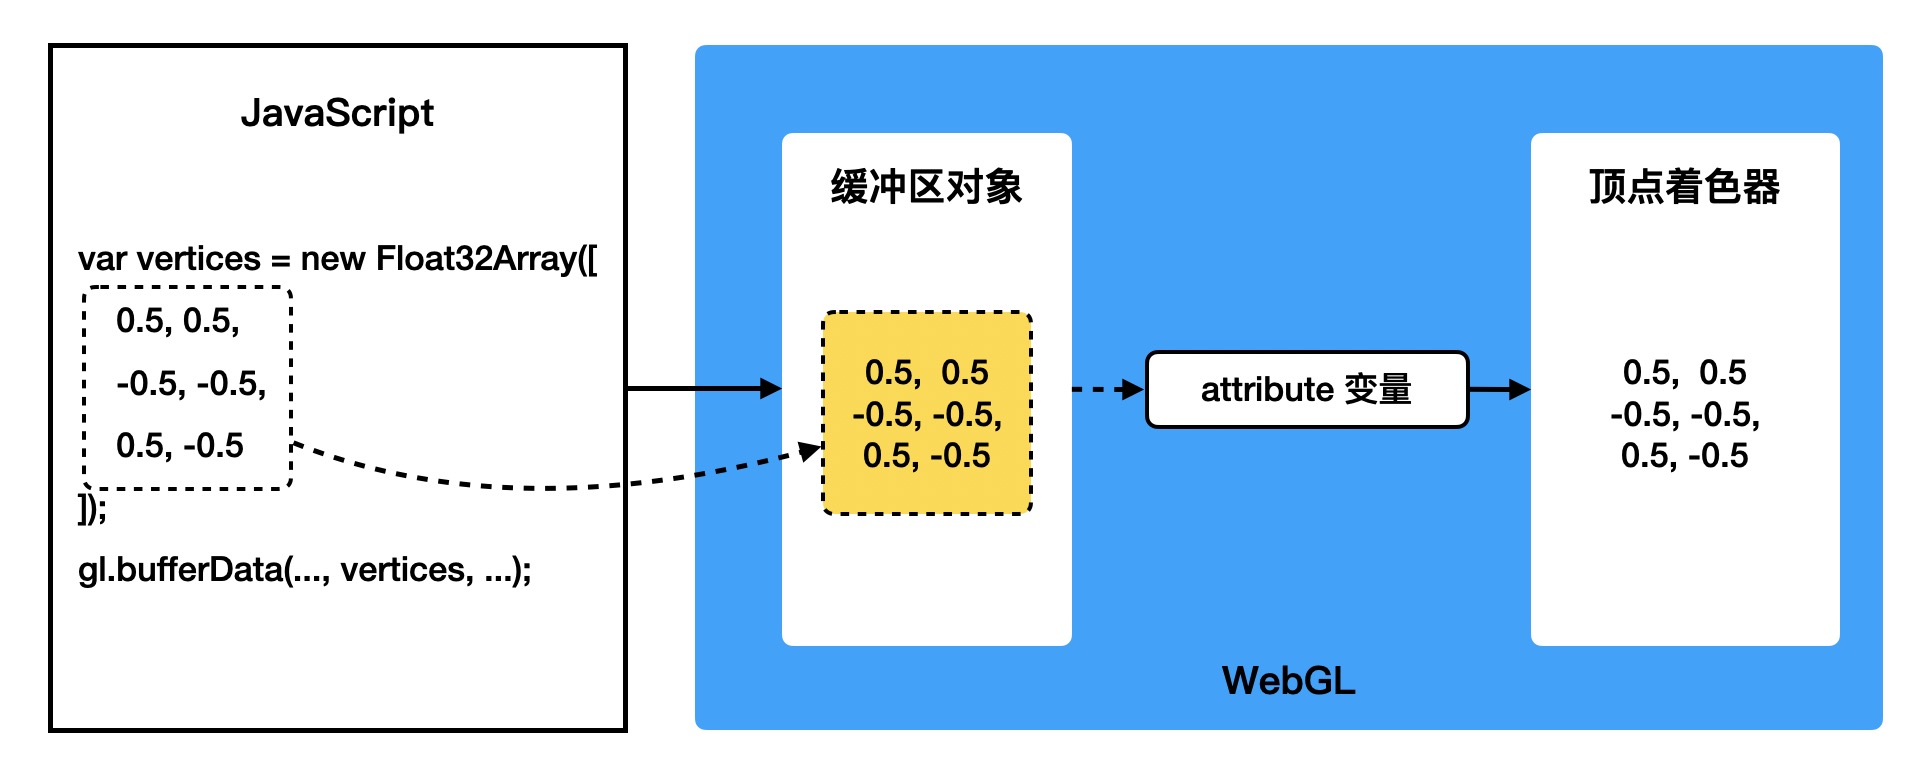 JavaScript
var vertices = new Float32Array([
0.5, 0.5,
-0.5, -0.5,
0.5, -0.5
]);
gl.bufferData(..., vertices, ...);
缓冲区对象
0.5, 0.5
-0.5, -0.5,
0.5, -0.5
attribute 变量
顶点着色器
0.5, 0.5
-0.5, -0.5,
0.5, -0.5
WebGL